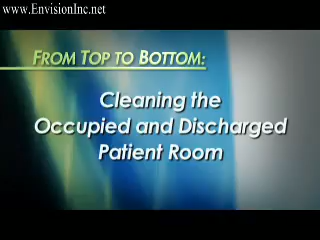 www.EnvisionInc.net
From Top to Bottom:
Cleaning the
Occupied and Discharged
Patient Room